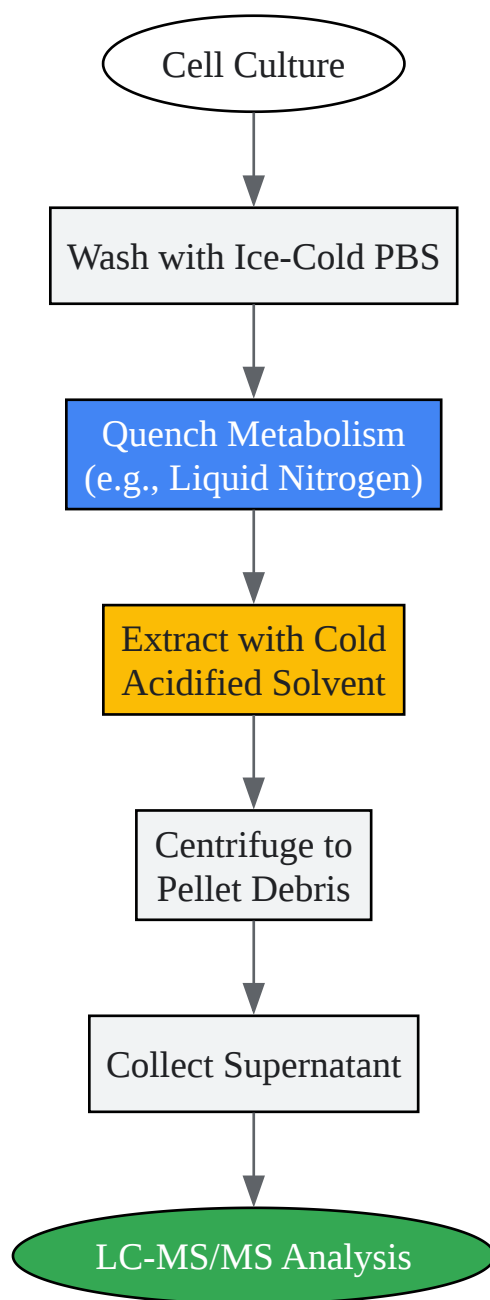 Cell Culture
Wash with Ice-Cold PBS
Quench Metabolism
(e.g., Liquid Nitrogen)
Extract with Cold
Acidified Solvent
Centrifuge to
Pellet Debris
Collect Supernatant
LC-MS/MS Analysis